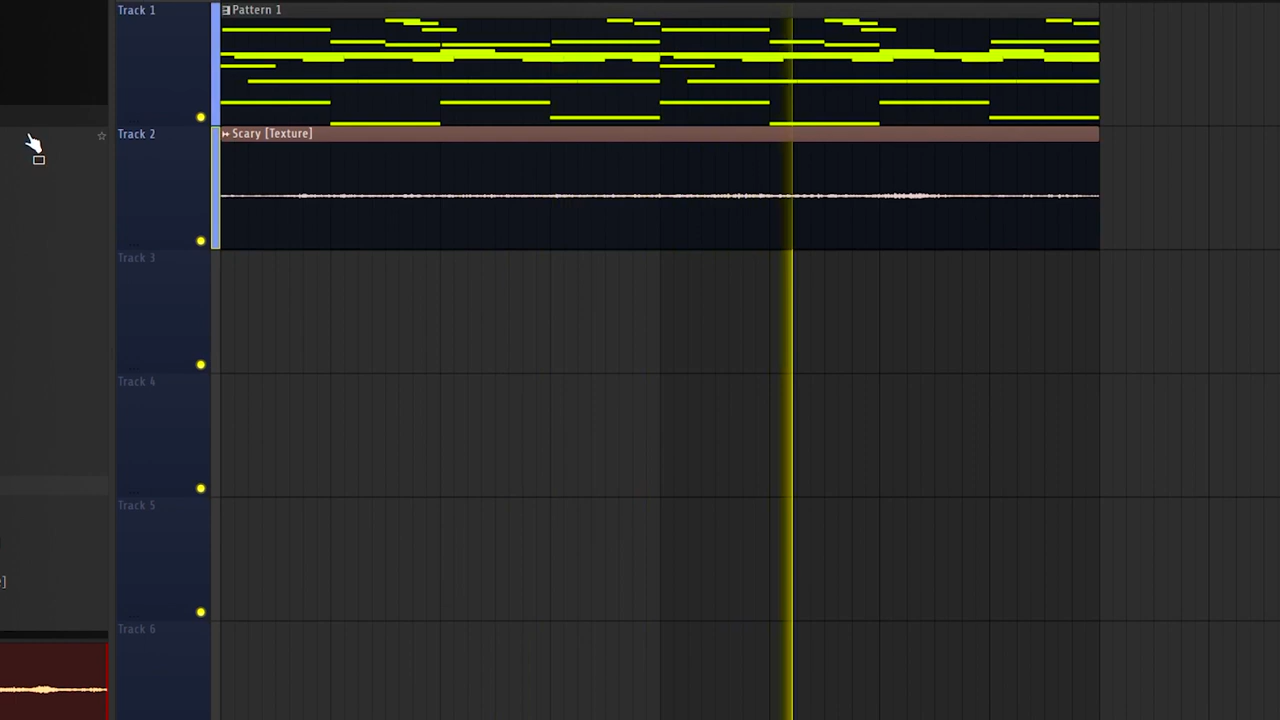 Track 1
Pattern 1
Track 2
Scary [Texture]
Track 3
Track 4
Track 5
]
Track 6